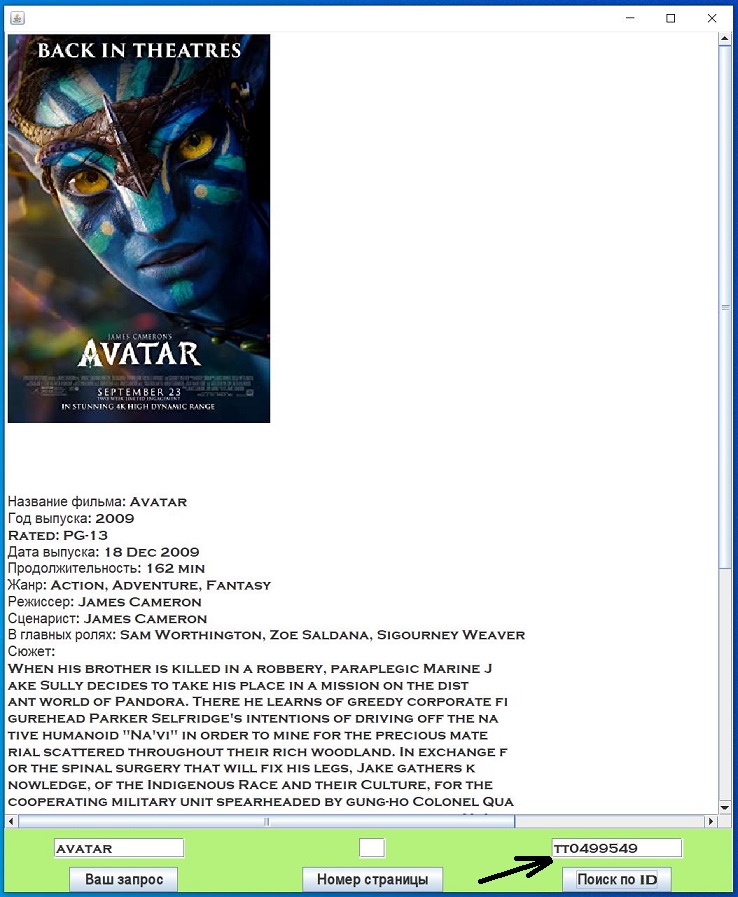 BACK IN THEATRES
JAMES CAMERON'S
AVATAR
SEPTEMBER 23
TWO WEEK LIMITED ENGAGEMENT
IN STUNNING 4K HIGH DYNAMIC RANGE
Название фильма: Avatar
Год выпуска: 2009
Rated: PG-13
Дата выпуска: 18 Dec 2009
Продолжительность: 162 min
Жанр: Action, Adventure, Fantasy
Режиссер: James Cameron
Сценарист: James Cameron
В главных ролях: Sam Worthington, Zoe Saldana, Sigourney Weaver
Сюжет:
When his brother is killed in a robbery, paraplegic Marine J
ake Sully decides to take his place in a mission on the dist
ant world of Pandora. There he learns of greedy corporate fi
gurehead Parker Selfridge's intentions of driving off the na
tive humanoid "Na'vi" in order to mine for the precious mate
rial scattered throughout their rich woodland. In exchange f
or the spinal surgery that will fix his legs, Jake gathers k
nowledge, of the Indigenous Race and their Culture, for the
cooperating military unit spearheaded by gung-ho Colonel Qua
avatar
tt0499549
Ваш запрос
Номер страницы
Поиск по ID